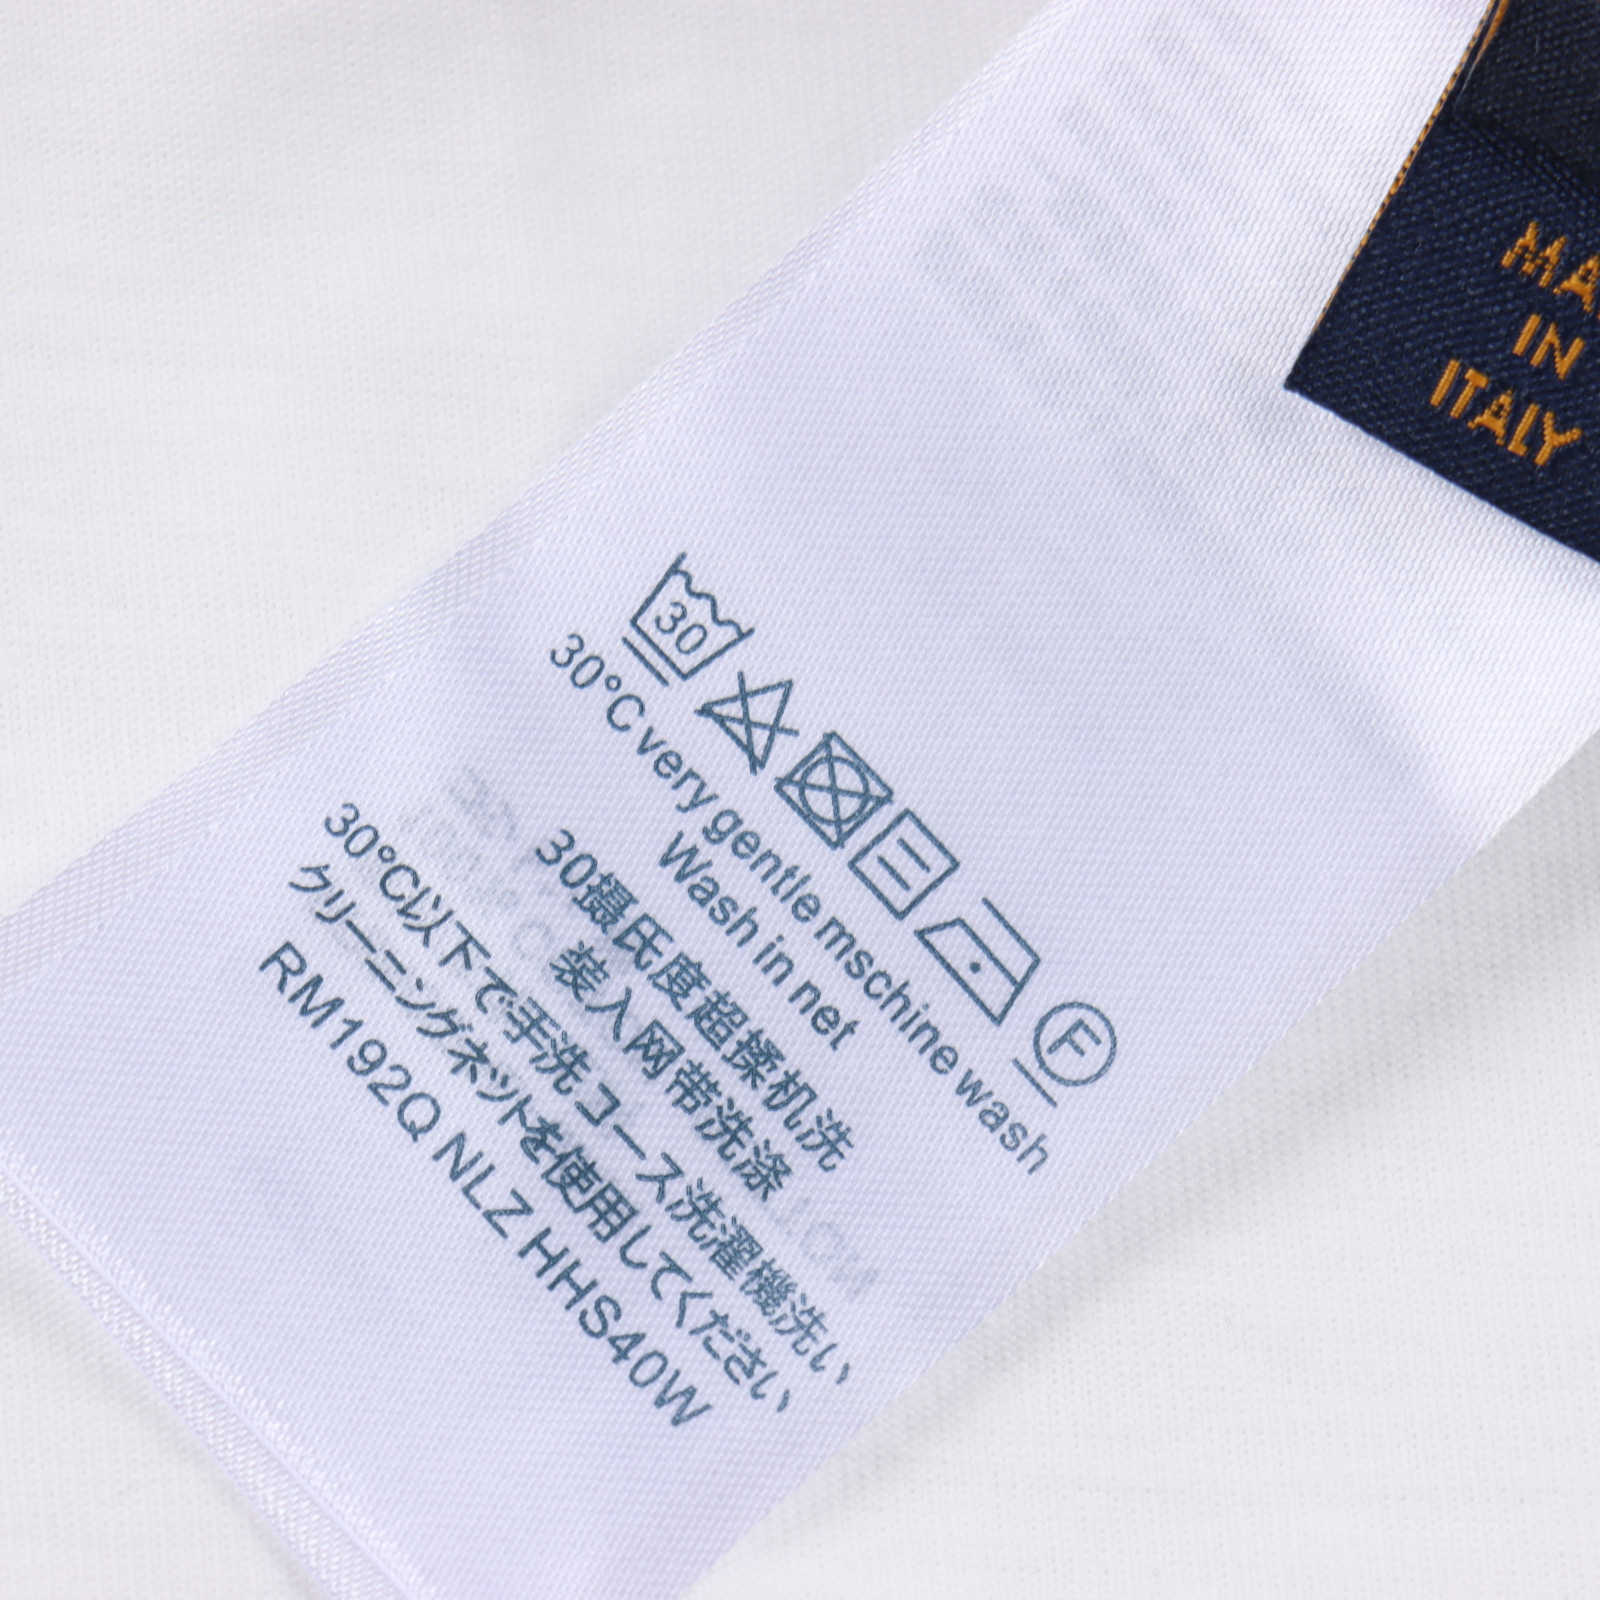 MA
IN
ITALY
30
F
30°C very gentle mschine wash
Wash in net
30摄氏度超揉机洗
装入网带洗涤
30°C以下で手洗コース洗濯機洗い
クリーニングネットを使用してください
RM192Q NLZ HHS40W